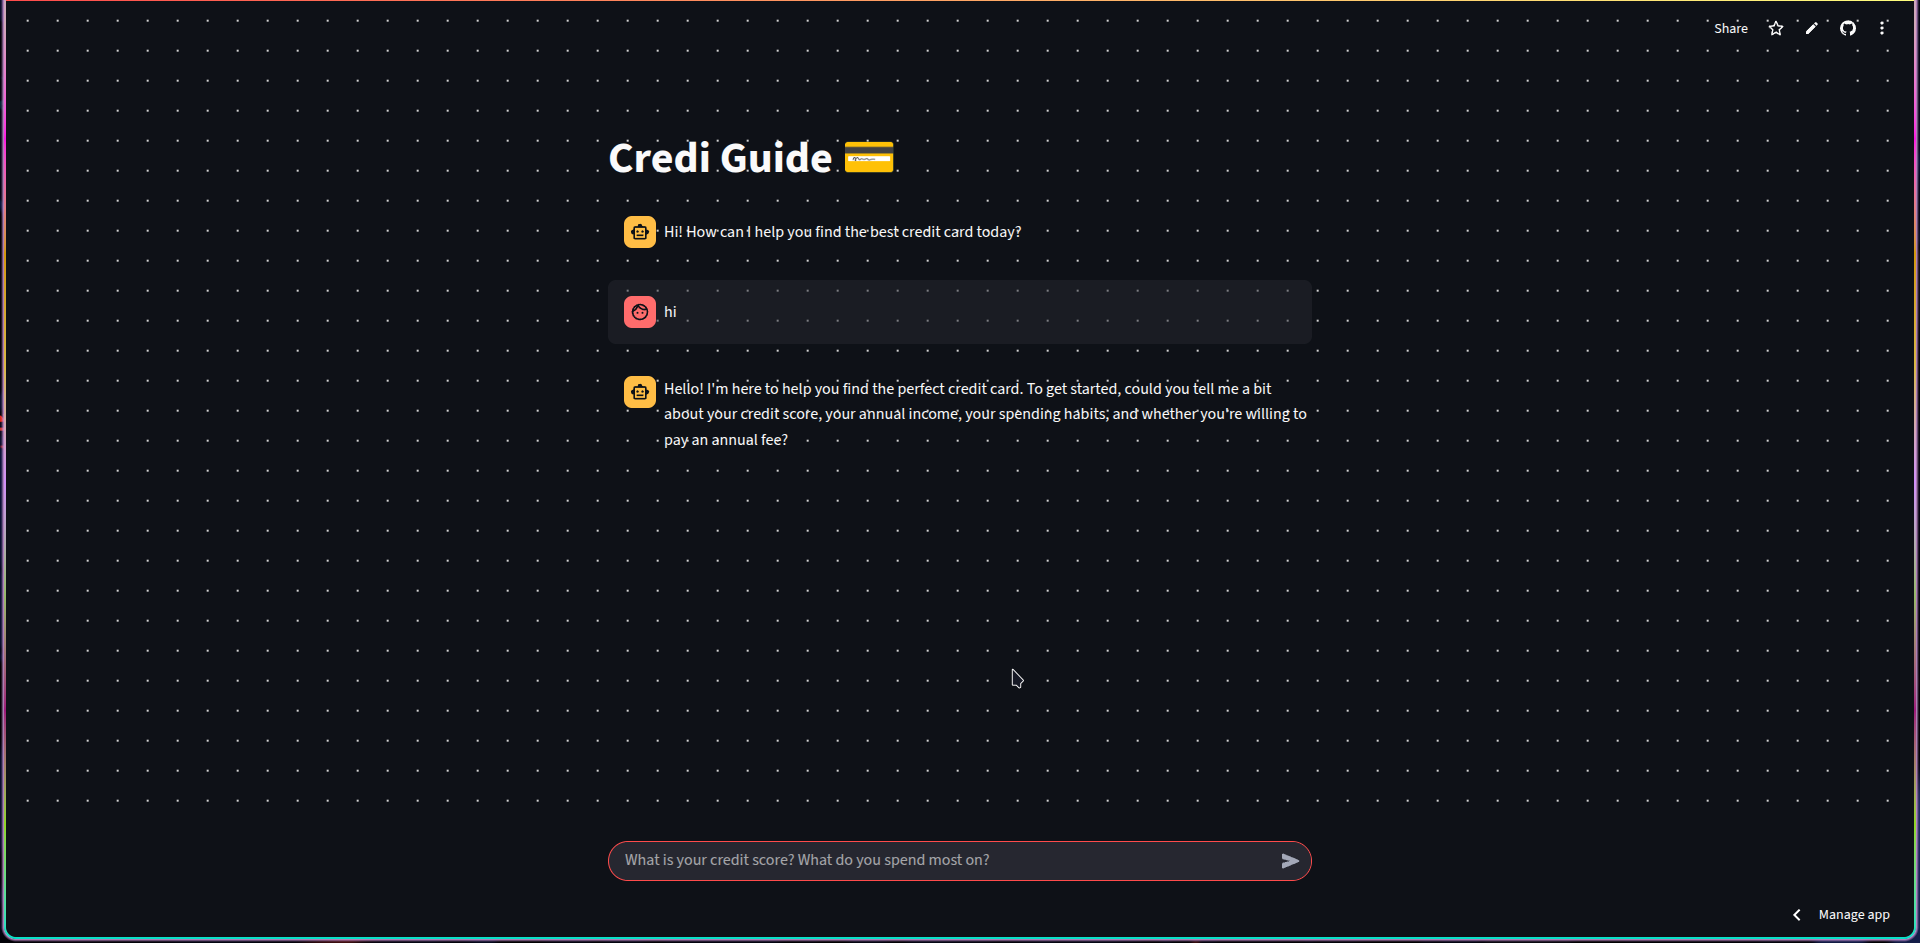 Share
Credi Guide
Hi! How can I help you find the best credit card today?
hi
Hello! I'm here to help you find the perfect credit card. To get started, could you tell me a bit
about your credit score, your annual income, your spending habits, and whether you're willing to
pay an annual fee?
What is your credit score? What do you spend most on?
Manage app